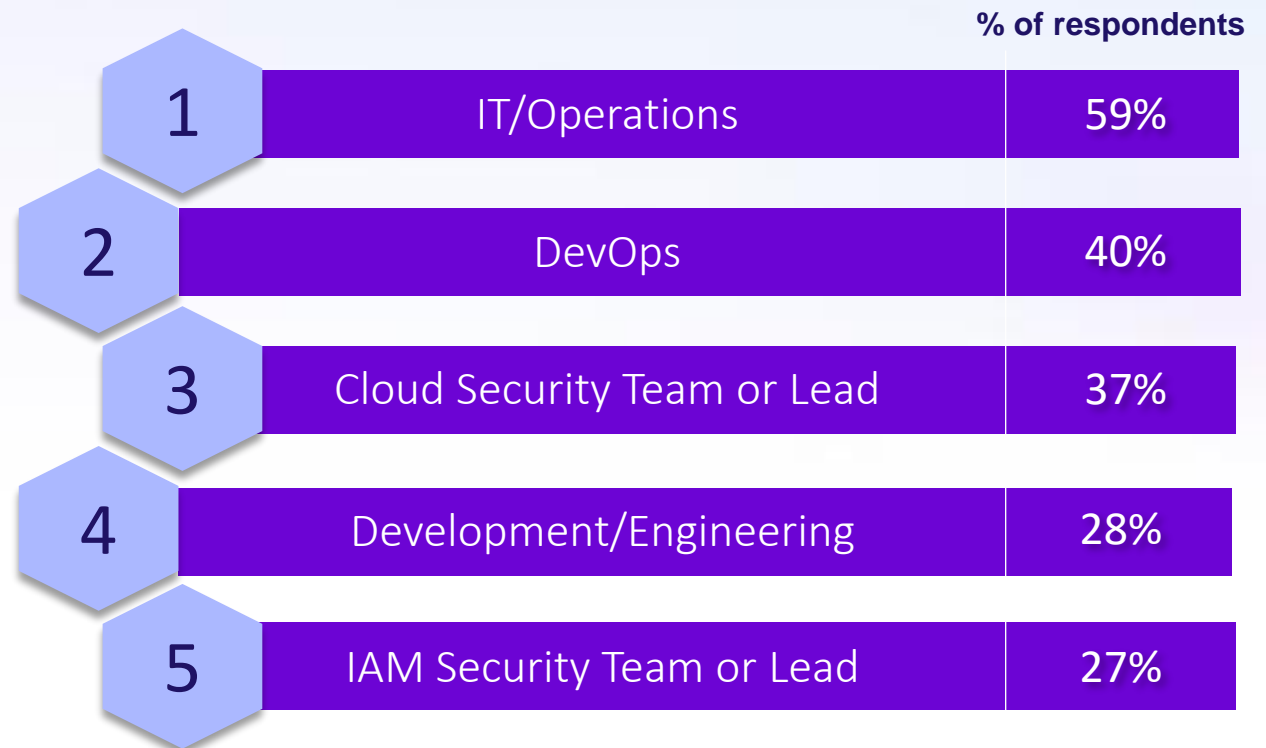 % of respondents
1 IT/Operations 59%
2 DevOps 40%
3 Cloud Security Team or Lead 37%
4 Development/Engineering 28%
5 IAM Security Team or Lead 27%